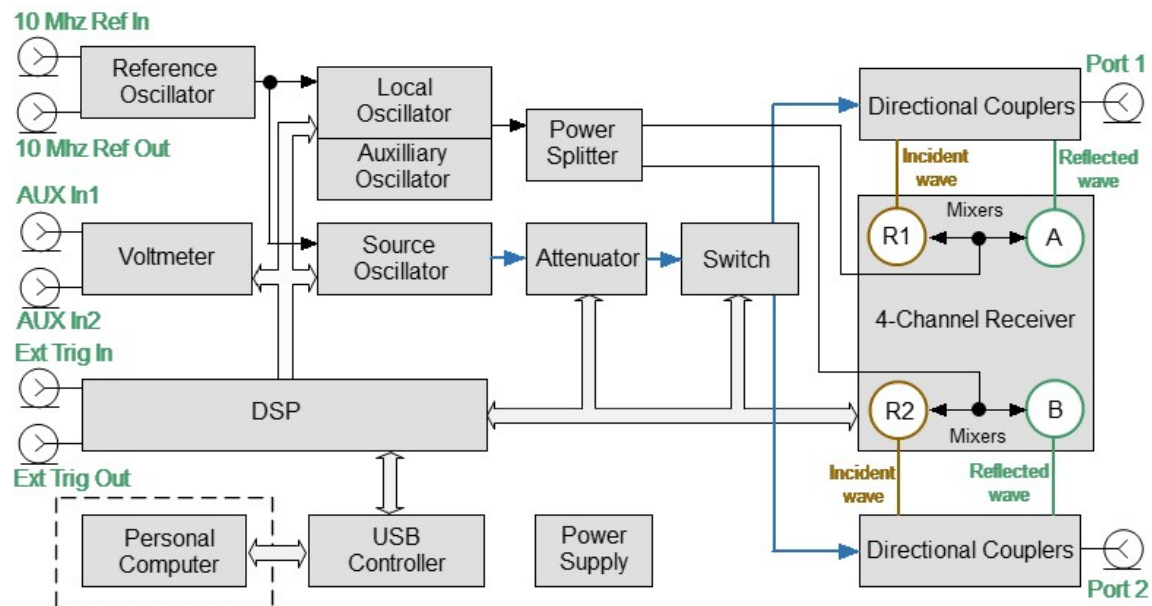 10 Mhz Ref In
Reference
Oscillator
10 Mhz Ref Out
Local
Oscillator
Auxilliary
Oscillator
Power
Splitter
Port 1
Directional Couplers
Incident
wave
Reflected
wave
AUX In1
Voltmeter
AUX In2
Source
Oscillator
Attenuator
Switch
Mixers
R1
A
4-Channel Receiver
R2
B
Mixers
Ext Trig In
DSP
Ext Trig Out
Incident
wave
Reflected
wave
Personal
Computer
USB
Controller
Power
Supply
Directional Couplers
Port 2